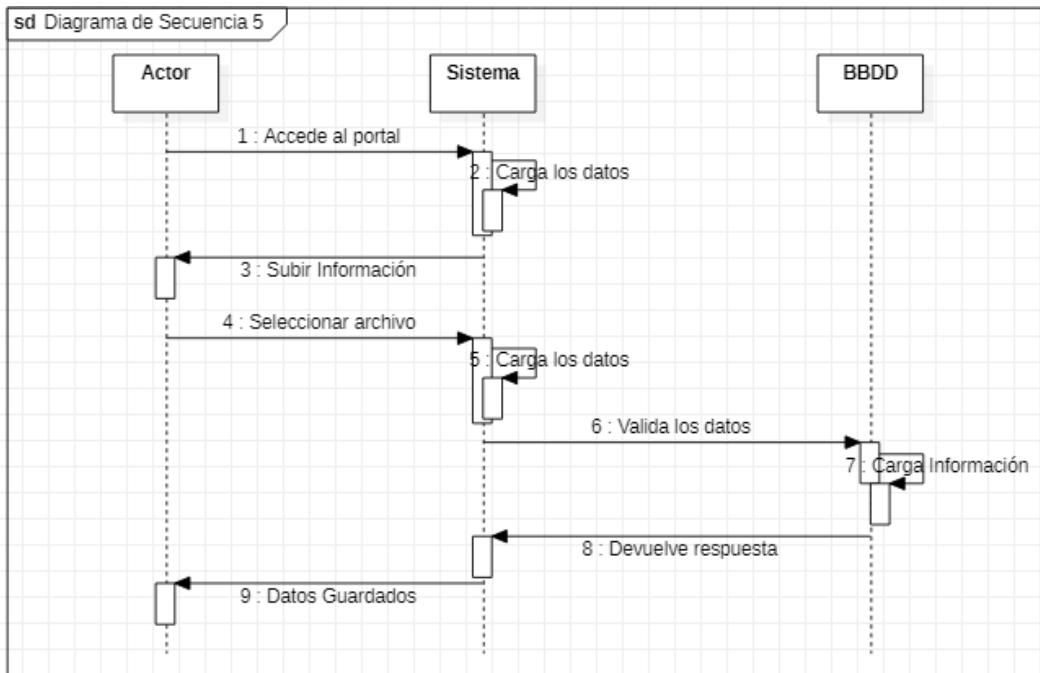 sd Diagrama de Secuencia 5
Actor
Sistema
BBDD
1 : Accede al portal
2 : Carga los datos
3 : Subir Información
4 : Seleccionar archivo
5 : Carga los datos
6 : Valida los datos
7 : Carga Información
8 : Devuelve respuesta
9 : Datos Guardados